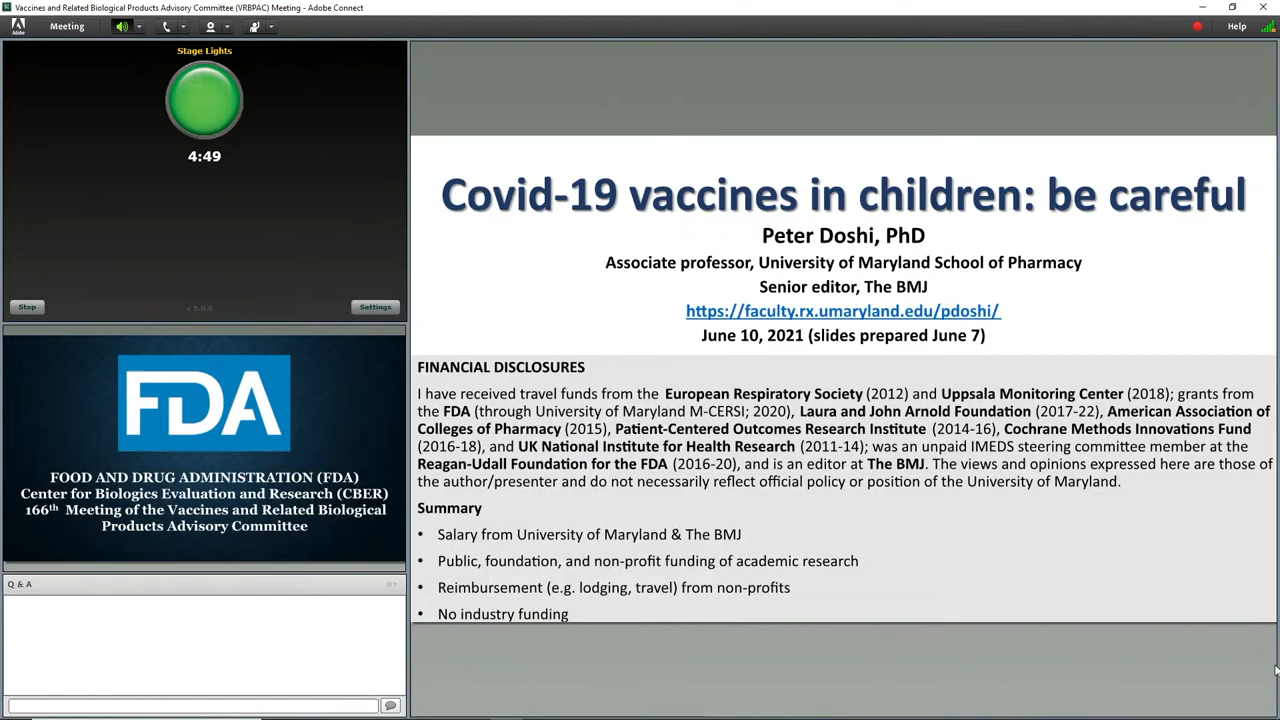 Vaccines and Related Biological Products Advisory Committee (VRBPAC) Meeting - Adobe Connect
Adobe
Meeting
Help
Stage Lights
4:49
Stop
v 5.0.0
Settings
FDA
FOOD AND DRUG ADMINISTRATION (FDA)
Center for Biologics Evaluation and Research (CBER)
166th Meeting of the Vaccines and Related Biological
Products Advisory Committee
Q & A
Covid-19 vaccines in children: be careful
Peter Doshi, PhD
Associate professor, University of Maryland School of Pharmacy
Senior editor, The BMJ
https://faculty.rx.umaryland.edu/pdoshi/
June 10, 2021 (slides prepared June 7)
FINANCIAL DISCLOSURES
I have received travel funds from the European Respiratory Society (2012) and Uppsala Monitoring Center (2018); grants from
the FDA (through University of Maryland M-CERSI; 2020), Laura and John Arnold Foundation (2017-22), American Association of
Colleges of Pharmacy (2015), Patient-Centered Outcomes Research Institute (2014-16), Cochrane Methods Innovations Fund
(2016-18), and UK National Institute for Health Research (2011-14); was an unpaid IMEDS steering committee member at the
Reagan-Udall Foundation for the FDA (2016-20), and is an editor at The BMJ. The views and opinions expressed here are those of
the author/presenter and do not necessarily reflect official policy or position of the University of Maryland.
Summary
• Salary from University of Maryland & The BMJ
• Public, foundation, and non-profit funding of academic research
• Reimbursement (e.g. lodging, travel) from non-profits
• No industry funding